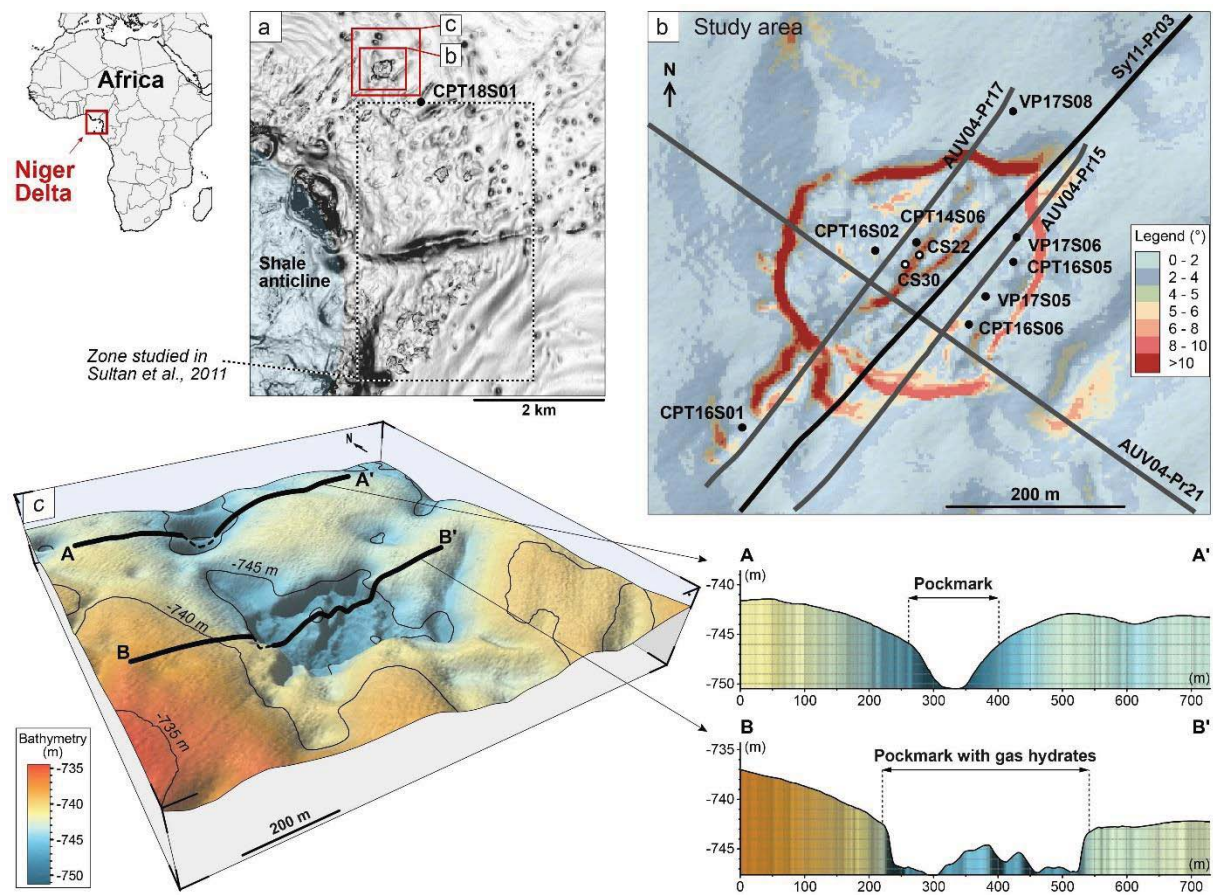 Africa
Niger
Delta
a
c
b
CPT18S01
Shale
anticline
Zone studied in
Sultan et al., 2011
2 km
b Study area
N
Sy11-Pr03
AUV04-Pr17
VP17S08
AUV04-Pr15
CPT14S06
CPT16S02
CS22
CS30
VP17S06
CPT16S05
VP17S05
CPT16S06
CPT16S01
AUV04-Pr21
200 m
Legend (°)
0 - 2
2 - 4
4 - 5
5 - 6
6 - 8
8 - 10
>10
c
N
A
A'
B
B'
-745 m
-740 m
-735 m
200 m
Bathymetry
(m)
-735
-740
-745
-750
A
A'
(m)
-740
-745
-750
Pockmark
(m)
0 100 200 300 400 500 600 700
B
B'
(m)
-735
-740
-745
Pockmark with gas hydrates
(m)
0 100 200 300 400 500 600 700